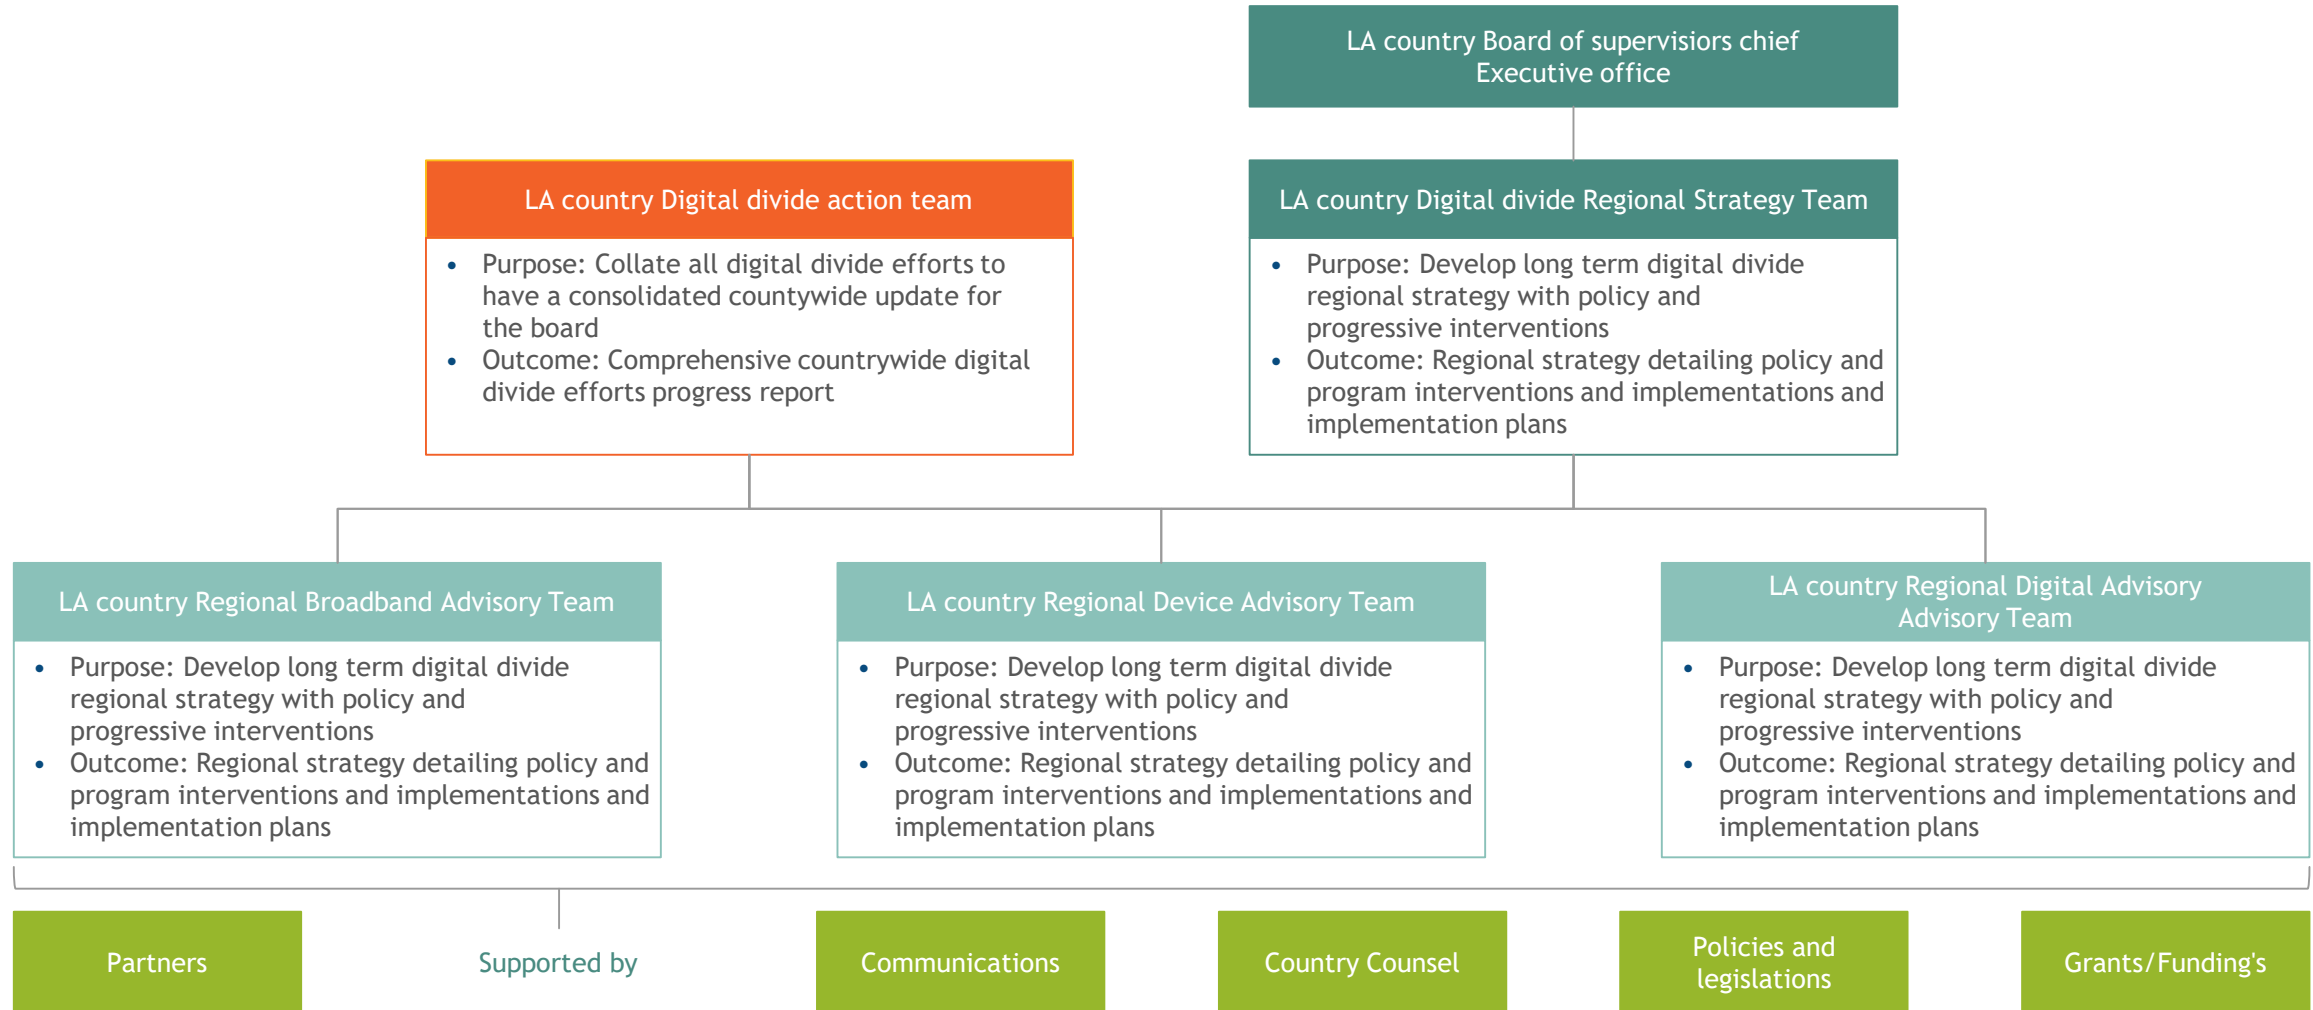 LA country Board of supervisiors chief
Executive office
LA country Digital divide action team
• Purpose: Collate all digital divide efforts to
have a consolidated countywide update for
the board
• Outcome: Comprehensive countrywide digital
divide efforts progress report
LA country Digital divide Regional Strategy Team
• Purpose: Develop long term digital divide
regional strategy with policy and
progressive interventions
• Outcome: Regional strategy detailing policy and
program interventions and implementations and
implementation plans
LA country Regional Broadband Advisory Team
• Purpose: Develop long term digital divide
regional strategy with policy and
progressive interventions
• Outcome: Regional strategy detailing policy and
program interventions and implementations and
implementation plans
LA country Regional Device Advisory Team
• Purpose: Develop long term digital divide
regional strategy with policy and
progressive interventions
• Outcome: Regional strategy detailing policy and
program interventions and implementations and
implementation plans
LA country Regional Digital Advisory
Advisory Team
• Purpose: Develop long term digital divide
regional strategy with policy and
progressive interventions
• Outcome: Regional strategy detailing policy and
program interventions and implementations and
implementation plans
Partners
Supported by
Communications
Country Counsel
Policies and
legislations
Grants/Funding's